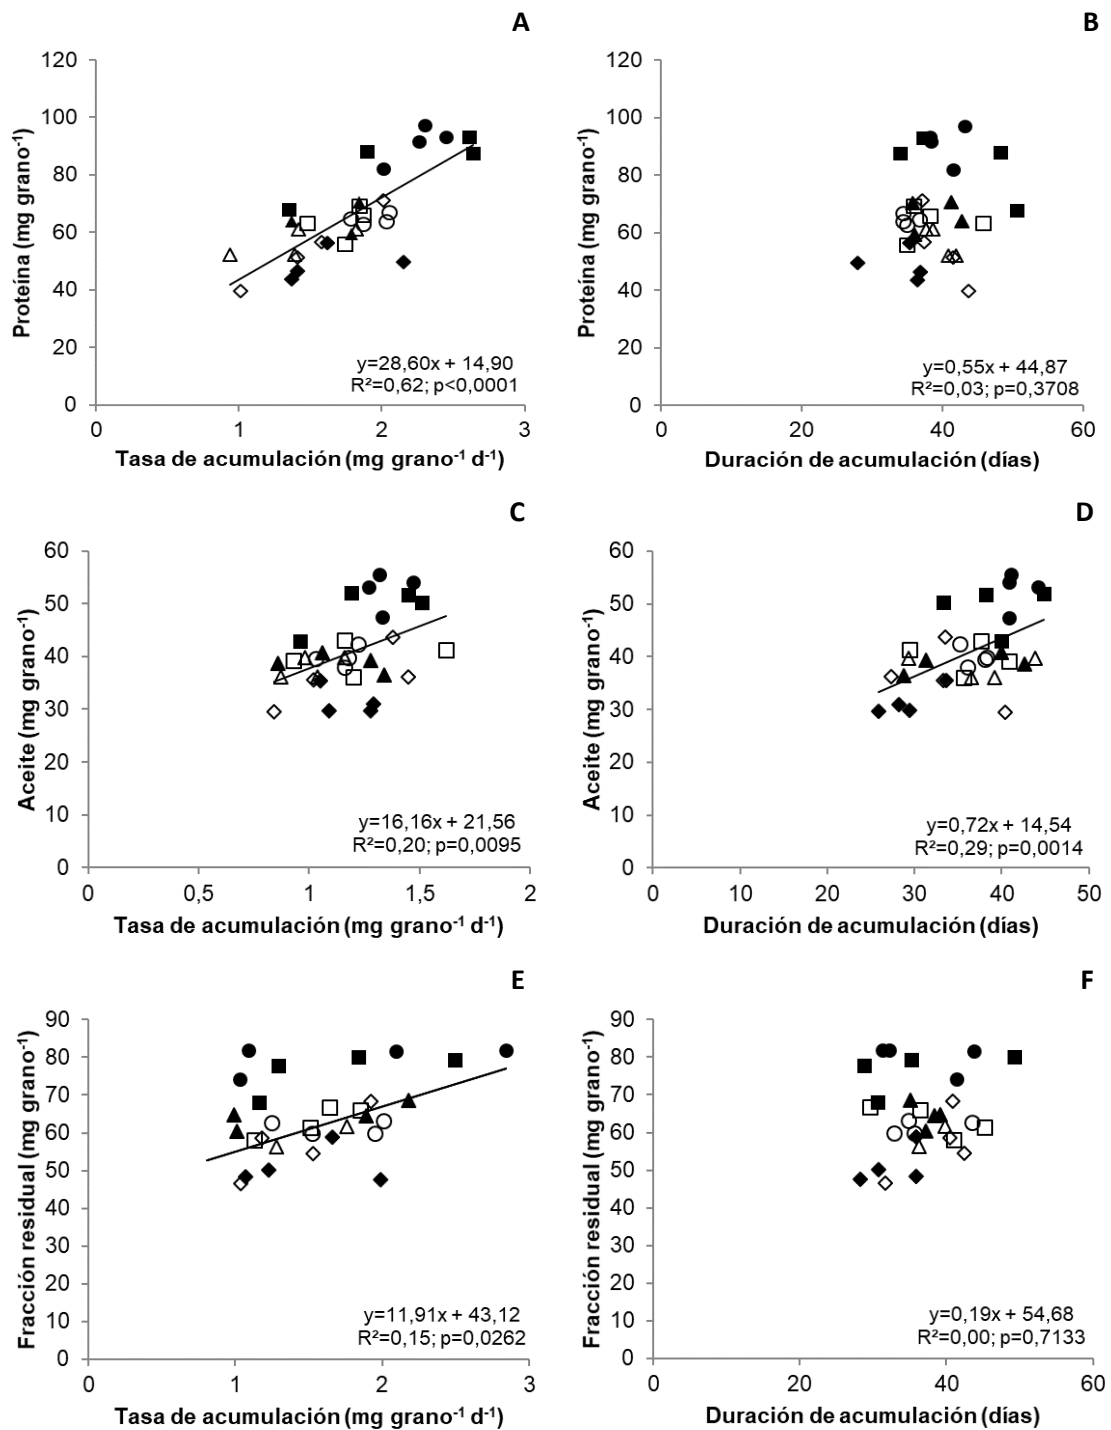 A
Proteína (mg grano⁻¹)
120
100
80
60
40
20
0
y=28,60x + 14,90
R²=0,62; p<0,0001
0 1 2 3
Tasa de acumulación (mg grano⁻¹ d⁻¹)
B
Proteína (mg grano⁻¹)
120
100
80
60
40
20
0
y=0,55x + 44,87
R²=0,03; p=0,3708
0 20 40 60
Duración de acumulación (días)
C
Aceite (mg grano⁻¹)
60
50
40
30
20
10
0
y=16,16x + 21,56
R²=0,20; p=0,0095
0 0,5 1 1,5 2
Tasa de acumulación (mg grano⁻¹ d⁻¹)
D
Aceite (mg grano⁻¹)
60
50
40
30
20
10
0
y=0,72x + 14,54
R²=0,29; p=0,0014
0 10 20 30 40 50
Duración de acumulación (días)
E
Fracción residual (mg grano⁻¹)
90
80
70
60
50
40
30
20
10
0
y=11,91x + 43,12
R²=0,15; p=0,0262
0 1 2 3
Tasa de acumulación (mg grano⁻¹ d⁻¹)
F
Fracción residual (mg grano⁻¹)
90
80
70
60
50
40
30
20
10
0
y=0,19x + 54,68
R²=0,00; p=0,7133
0 20 40 60
Duración de acumulación (días)